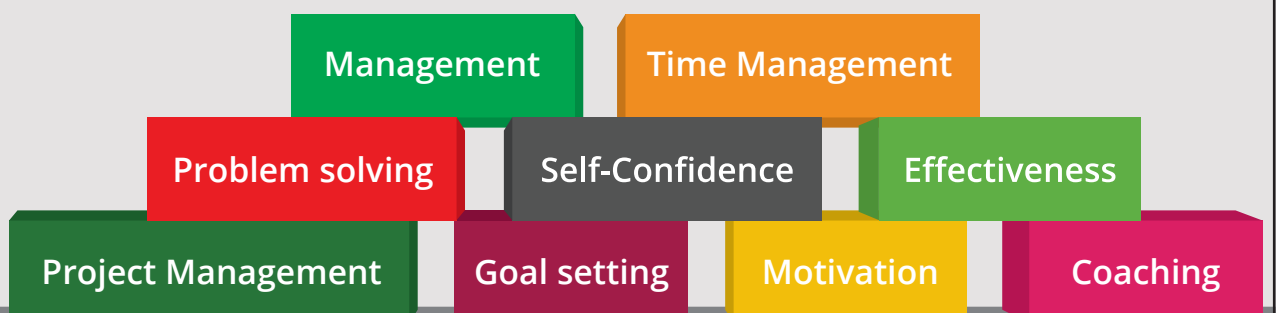 Management
Time Management
Problem solving
Self-Confidence
Effectiveness
Project Management
Goal setting
Motivation
Coaching